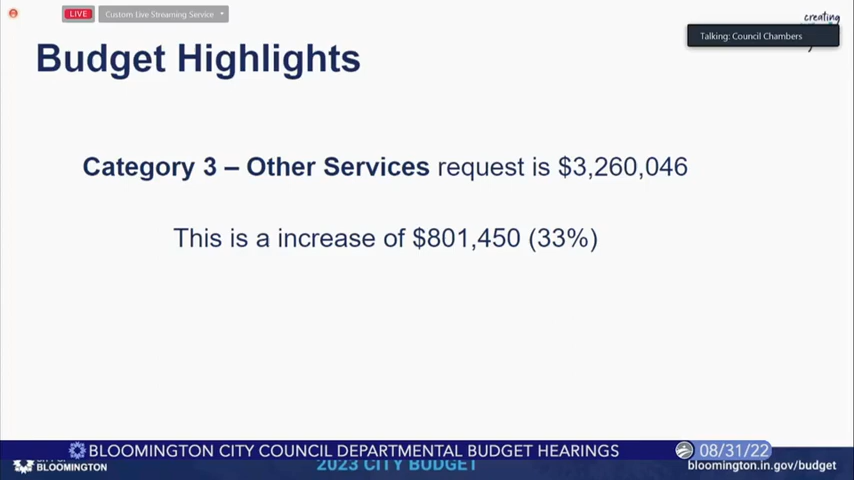 LIVE
Custom Live Streaming Service
creating
Talking: Council Chambers
Budget Highlights
Category 3 – Other Services request is $3,260,046
This is a increase of $801,450 (33%)
BLOOMINGTON CITY COUNCIL DEPARTMENTAL BUDGET HEARINGS
08/31/22
BLOOMINGTON
2023 CITY BUDGET
bloomington.in.gov/budget